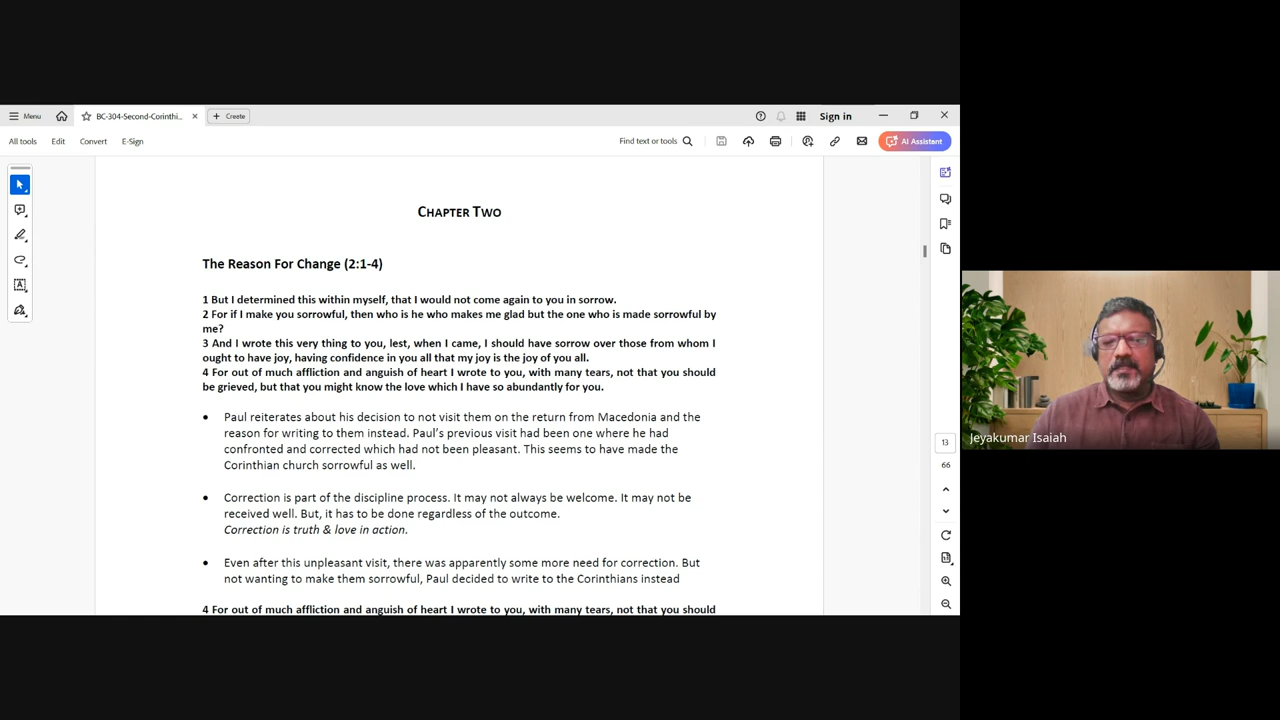 Menu
BC-304-Second-Corinthi...
Create
Sign in
All tools
Edit
Convert
E-Sign
Find text or tools
AI Assistant
CHAPTER TWO
The Reason For Change (2:1-4)
1 But I determined this within myself, that I would not come again to you in sorrow.
2 For if I make you sorrowful, then who is he who makes me glad but the one who is made sorrowful by
me?
3 And I wrote this very thing to you, lest, when I came, I should have sorrow over those from whom I
ought to have joy, having confidence in you all that my joy is the joy of you all.
4 For out of much affliction and anguish of heart I wrote to you, with many tears, not that you should
be grieved, but that you might know the love which I have so abundantly for you.
• Paul reiterates about his decision to not visit them on the return from Macedonia and the
reason for writing to them instead. Paul’s previous visit had been one where he had
confronted and corrected which had not been pleasant. This seems to have made the
Corinthian church sorrowful as well.
• Correction is part of the discipline process. It may not always be welcome. It may not be
received well. But, it has to be done regardless of the outcome.
Correction is truth & love in action.
• Even after this unpleasant visit, there was apparently some more need for correction. But
not wanting to make them sorrowful, Paul decided to write to the Corinthians instead
4 For out of much affliction and anguish of heart I wrote to you, with many tears, not that you should
13
66
Jeyakumar Isaiah